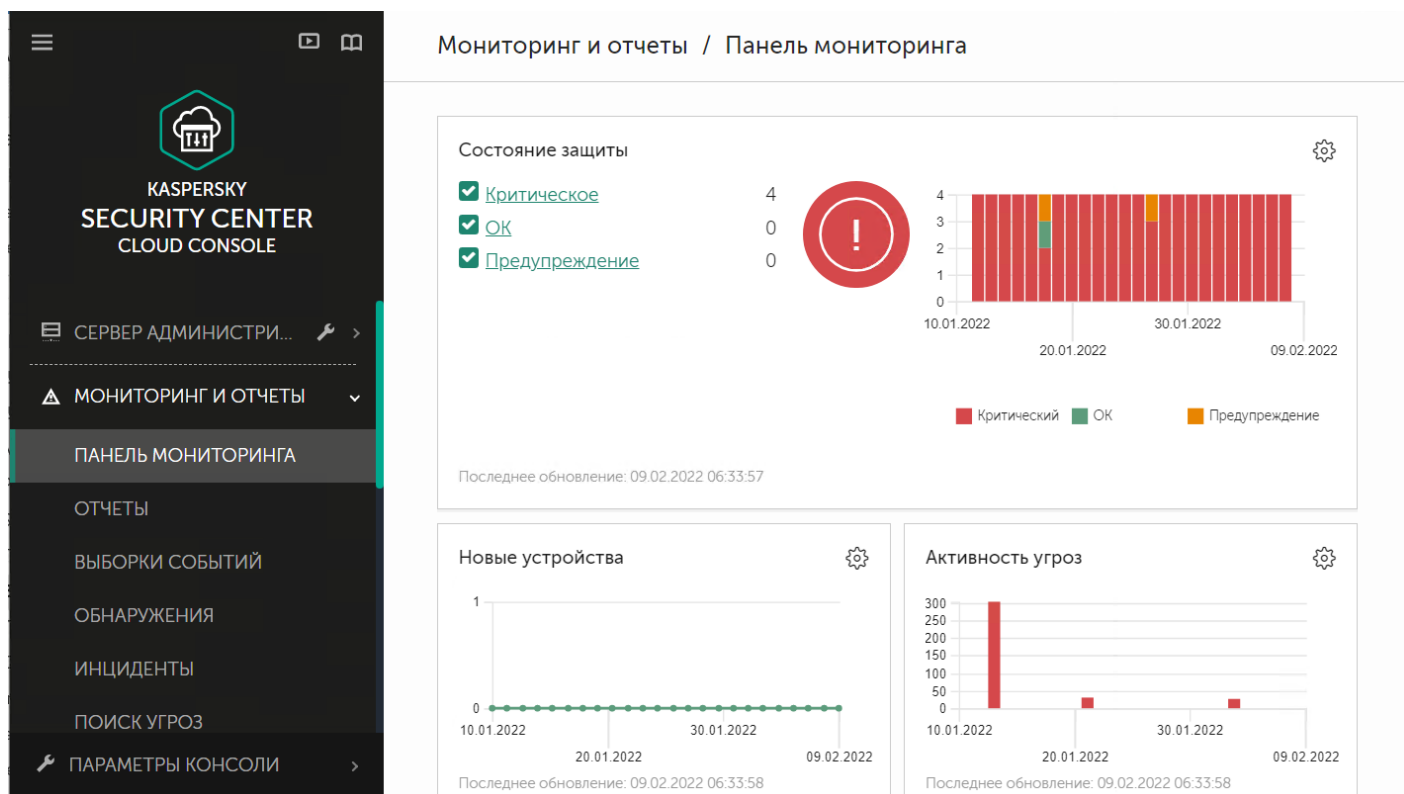 Мониторинг и отчеты / Панель мониторинга
KASPERSKY
SECURITY CENTER
CLOUD CONSOLE
СЕРВЕР АДМИНИСТРИ...
МОНИТОРИНГ И ОТЧЕТЫ
ПАНЕЛЬ МОНИТОРИНГА
ОТЧЕТЫ
ВЫБОРКИ СОБЫТИЙ
ОБНАРУЖЕНИЯ
ИНЦИДЕНТЫ
ПОИСК УГРОЗ
ПАРАМЕТРЫ КОНСОЛИ
Состояние защиты
Критическое 4
ОК 0
Предупреждение 0
!
4
3
2
1
0
10.01.2022 30.01.2022
20.01.2022 09.02.2022
Критический ОК Предупреждение
Последнее обновление: 09.02.2022 06:33:57
Новые устройства
1
0
10.01.2022 30.01.2022
20.01.2022 09.02.2022
Последнее обновление: 09.02.2022 06:33:58
Активность угроз
300
250
200
150
100
50
0
10.01.2022 30.01.2022
20.01.2022 09.02.2022
Последнее обновление: 09.02.2022 06:33:58